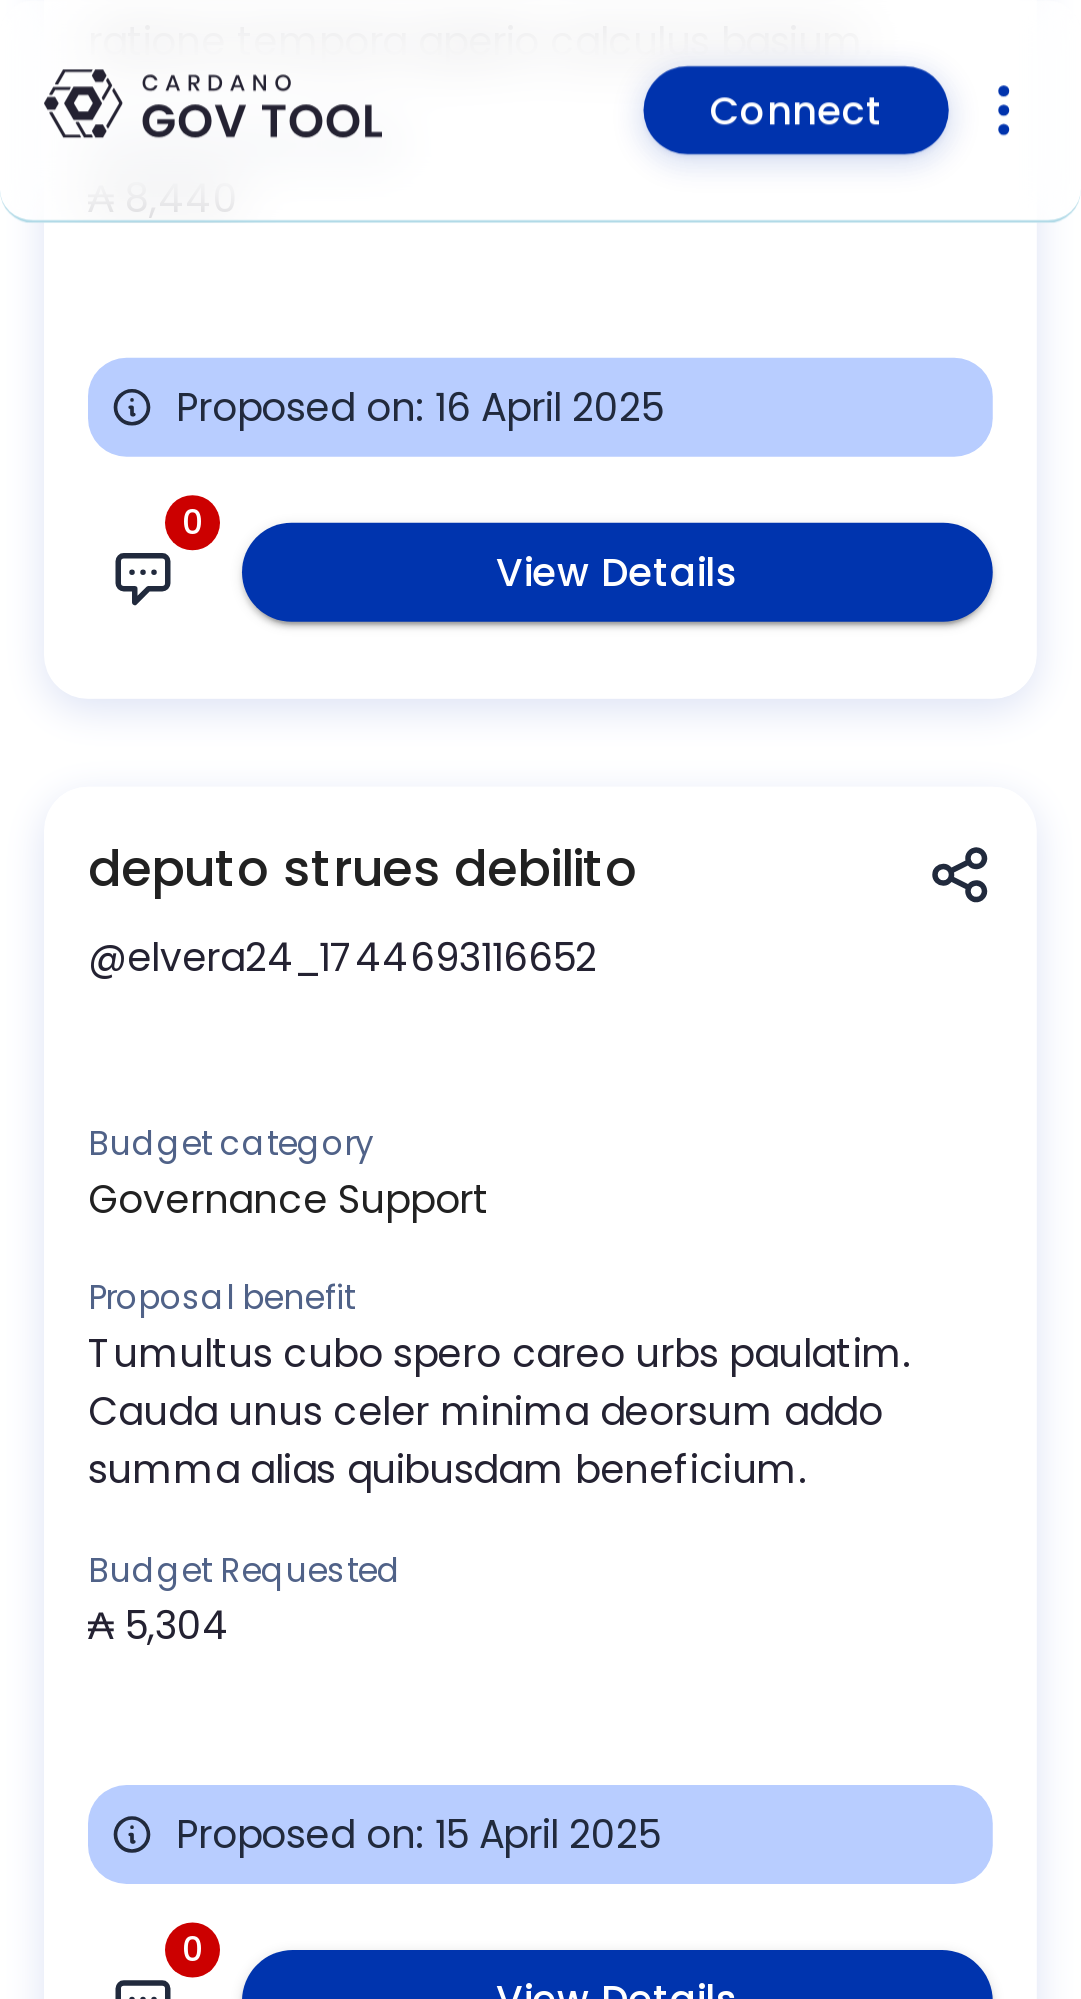 ratione tempora aperio calculus basium.
CARDANO
GOV TOOL
Connect
₳ 8,440
Proposed on: 16 April 2025
0
View Details
deputo strues debilito
@elvera24_1744693116652
Budget category
Governance Support
Proposal benefit
Tumultus cubo spero careo urbs paulatim.
Cauda unus celer minima deorsum addo
summa alias quibusdam beneficium.
Budget Requested
₳ 5,304
Proposed on: 15 April 2025
0
View Details